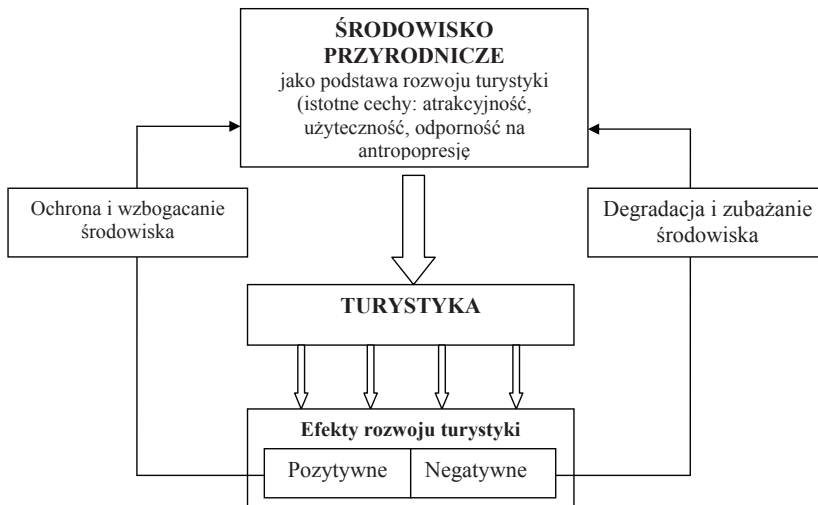 ŚRODOWISKO
PRZYRODNICZE
jako podstawa rozwoju turystyki
(istotne cechy: atrakcyjność,
użyteczność, odporność na
antropopresję
Ochrona i wzbogacanie
środowiska
Degradacja i zubażanie
środowiska
TURYSTYKA
Efekty rozwoju turystyki
Pozytywne
Negatywne